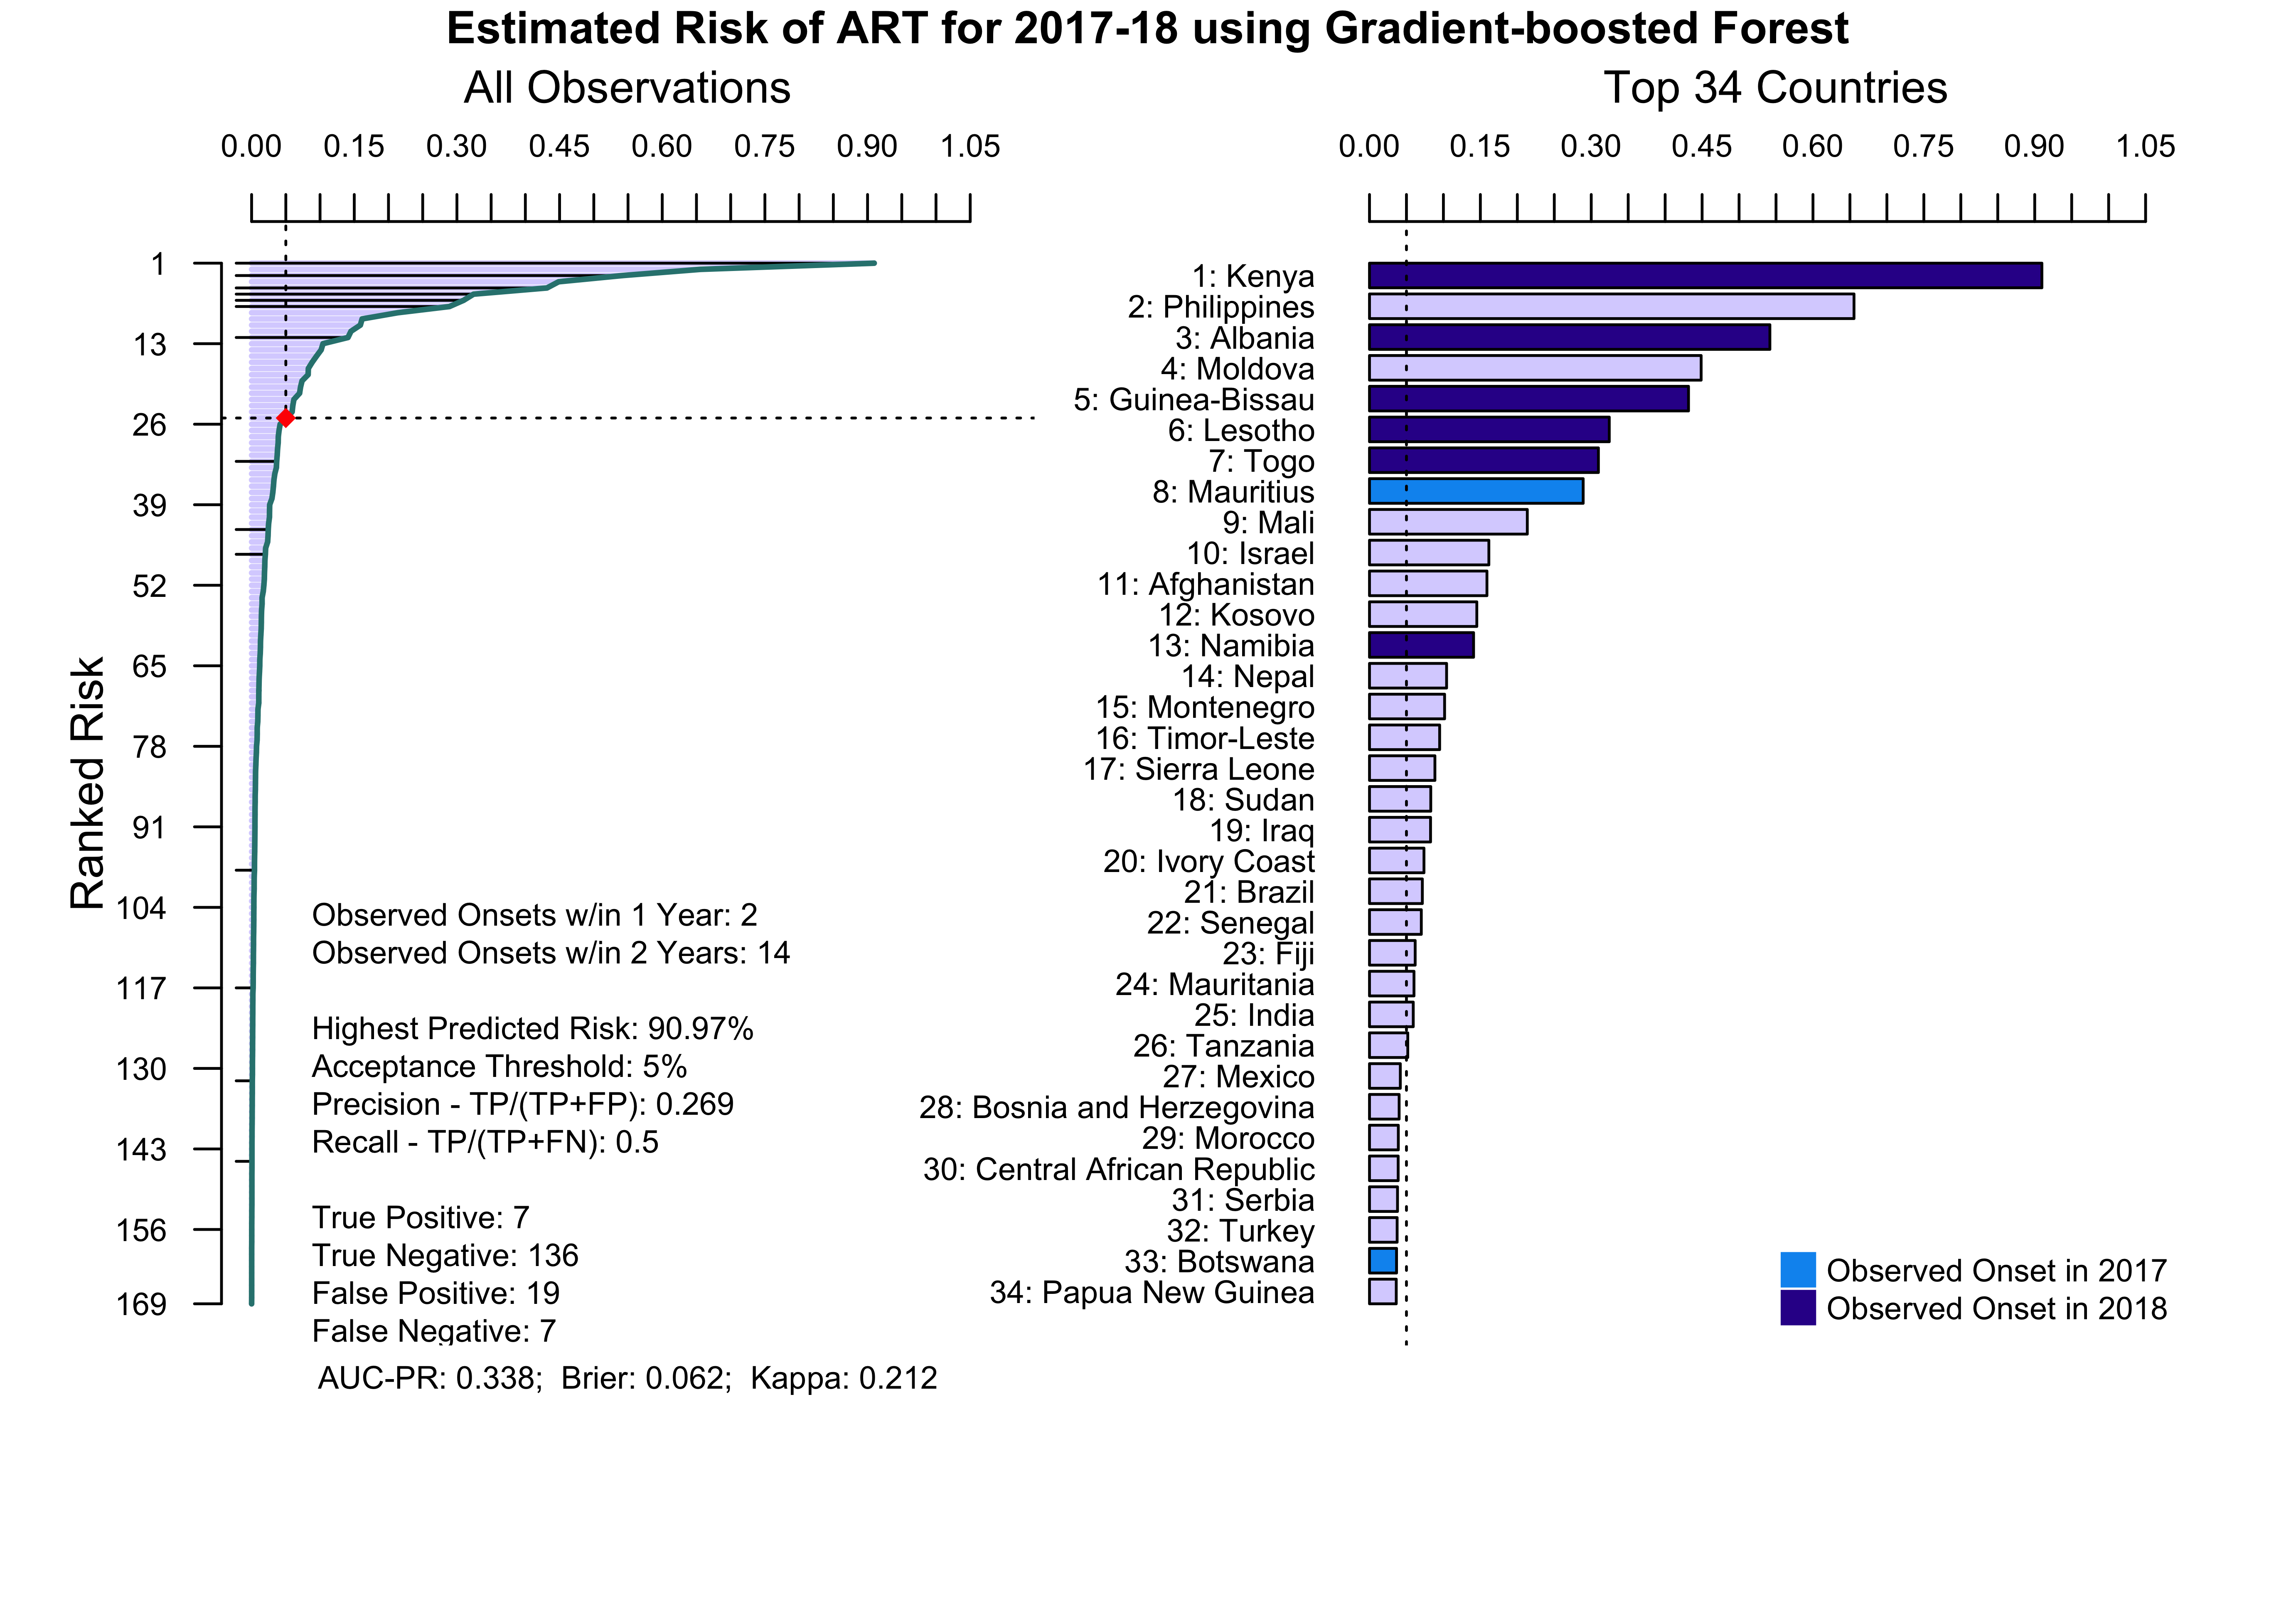 Estimated Risk of ART for 2017-18 using Gradient-boosted Forest
All Observations
0.00 0.15 0.30 0.45 0.60 0.75 0.90 1.05
Ranked Risk
1
13
26
39
52
65
78
91
104
117
130
143
156
169
Observed Onsets w/in 1 Year: 2
Observed Onsets w/in 2 Years: 14
Highest Predicted Risk: 90.97%
Acceptance Threshold: 5%
Precision - TP/(TP+FP): 0.269
Recall - TP/(TP+FN): 0.5
True Positive: 7
True Negative: 136
False Positive: 19
False Negative: 7
AUC-PR: 0.338; Brier: 0.062; Kappa: 0.212
Top 34 Countries
0.00 0.15 0.30 0.45 0.60 0.75 0.90 1.05
1: Kenya
2: Philippines
3: Albania
4: Moldova
5: Guinea-Bissau
6: Lesotho
7: Togo
8: Mauritius
9: Mali
10: Israel
11: Afghanistan
12: Kosovo
13: Namibia
14: Nepal
15: Montenegro
16: Timor-Leste
17: Sierra Leone
18: Sudan
19: Iraq
20: Ivory Coast
21: Brazil
22: Senegal
23: Fiji
24: Mauritania
25: India
26: Tanzania
27: Mexico
28: Bosnia and Herzegovina
29: Morocco
30: Central African Republic
31: Serbia
32: Turkey
33: Botswana
34: Papua New Guinea
Observed Onset in 2017
Observed Onset in 2018